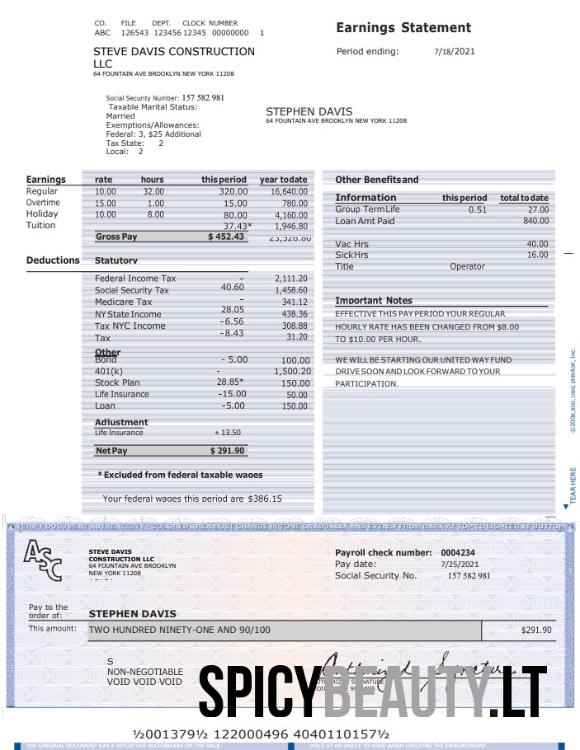 CO. FILE DEPT. CLOCK NUMBER
ABC 126543 123456 12345 00000000 1
Earnings Statement
Period ending: 7/18/2021
STEVE DAVIS CONSTRUCTION
LLC
64 FOUNTAIN AVE BROOKLYN NEW YORK 11208
Social Security Number: 157 582 981
Taxable Marital Status:
Married
Exemptions/Allowances:
Federal: 3, $25 Additional
Tax State: 2
Local: 2
STEPHEN DAVIS
64 FOUNTAIN AVE BROOKLYN NEW YORK 11208
Earnings rate hours this period year to date
Regular 10.00 32.00 320.00 16,640.00
Overtime 15.00 1.00 15.00 780.00
Holiday 10.00 8.00 80.00 4,160.00
Tuition 37.43* 1,946.80
Gross Pay $ 452.43 23,526.80
Deductions Statutory
Federal Income Tax – 2,111.20
Social Security Tax 40.60 1,458.60
Medicare Tax – 341.12
NY State Income 28.05 438.36
Tax NYC Income –6.56 308.88
Tax –8.43 31.20
Other
Bond - 5.00 100.00
401(k) - 1,500.20
Stock Plan 28.85* 150.00
Life Insurance –15.00 50.00
Loan –5.00 150.00
Adjustment
Life Insurance + 13.50
Net Pay $ 291.90
* Excluded from federal taxable wages
Your federal wages this period are $386.15
Other Benefits and
Information this period total to date
Group Term Life 0.51 27.00
Loan Amt Paid 840.00
Vac Hrs 40.00
Sick Hrs 16.00
Title Operator
Important Notes
EFFECTIVE THIS PAY PERIOD YOUR REGULAR
HOURLY RATE HAS BEEN CHANGED FROM $8.00
TO $10.00 PER HOUR.
WE WILL BE STARTING OUR UNITED WAY FUND
DRIVE SOON AND LOOK FORWARD TO YOUR
PARTICIPATION.
TEAR HERE
ASC
STEVE DAVIS
CONSTRUCTION LLC
64 FOUNTAIN AVE BROOKLYN
NEW YORK 11208
Payroll check number: 0004234
Pay date: 7/25/2021
Social Security No. 157 582 981
Pay to the
order of: STEPHEN DAVIS
This amount: TWO HUNDRED NINETY-ONE AND 90/100 $291.90
S
NON-NEGOTIABLE
VOID VOID VOID
Authorized Signature
SPICYBEAUTY.LT
½001379½ 122000496 4040110157½
THE ORIGINAL DOCUMENT HAS A REFLECTIVE WATERMARK ON THE BACK.
HOLD AT AN ANGLE TO VIEW WHEN CHECKING THE ENDORSEMENT.